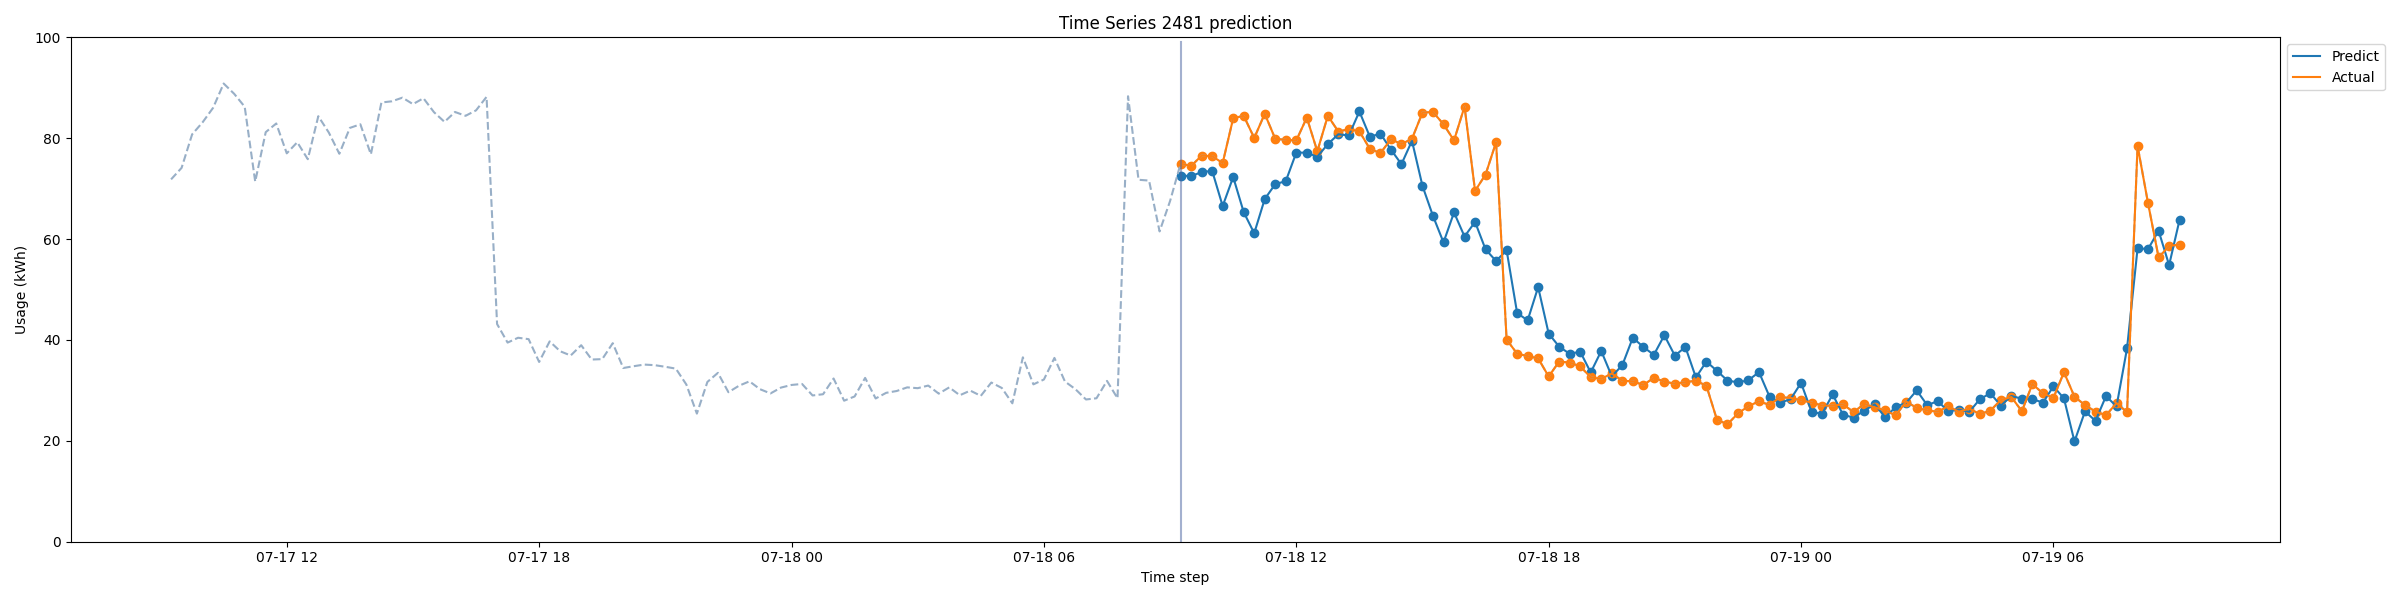 Time Series 2481 prediction
100
80
60
40
20
0
Usage (kWh)
07-17 12
07-17 18
07-18 00
07-18 06
07-18 12
07-18 18
07-19 00
07-19 06
Time step
Predict
Actual